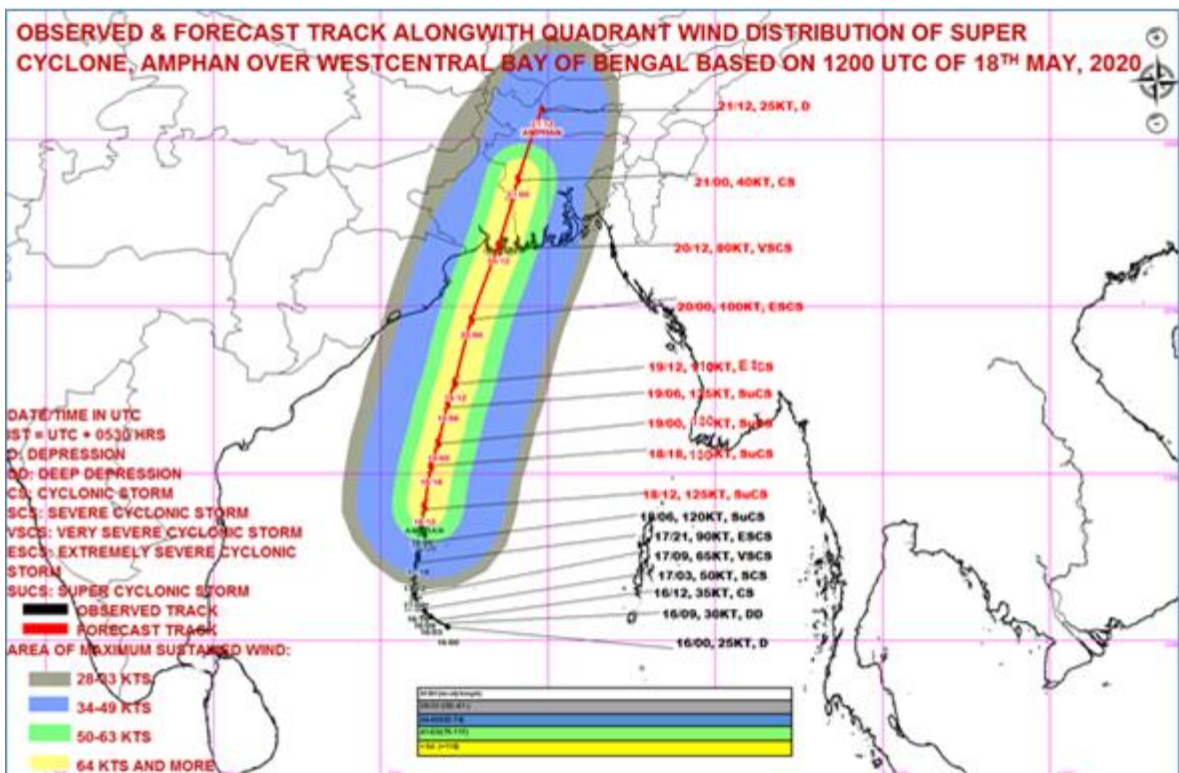 OBSERVED & FORECAST TRACK ALONGWITH QUADRANT WIND DISTRIBUTION OF SUPER
CYCLONE, AMPHAN OVER WESTCENTRAL BAY OF BENGAL BASED ON 1200 UTC OF 18TH MAY, 2020
21/12, 25KT, D
AMPHAN
21/00, 40KT, CS
20/12, 80KT, VSCS
20/00, 100KT, ESCS
19/12, 110KT, ESCS
19/06, 125KT, SuCS
19/00, 130KT, SuCS
18/18, 130KT, SuCS
18/12, 125KT, SuCS
18/06, 120KT, SuCS
17/21, 90KT, ESCS
17/09, 65KT, VSCS
17/03, 50KT, SCS
16/12, 35KT, CS
16/09, 30KT, DD
16/00, 25KT, D
AMPHAN
DATE/TIME IN UTC
IST = UTC + 0530 HRS
D: DEPRESSION
DD: DEEP DEPRESSION
CS: CYCLONIC STORM
SCS: SEVERE CYCLONIC STORM
VSCS: VERY SEVERE CYCLONIC STORM
ESCS: EXTREMELY SEVERE CYCLONIC
STORM
SUCS: SUPER CYCLONIC STORM
OBSERVED TRACK
FORECAST TRACK
AREA OF MAXIMUM SUSTAINED WIND:
28-33 KTS
34-49 KTS
50-63 KTS
64 KTS AND MORE